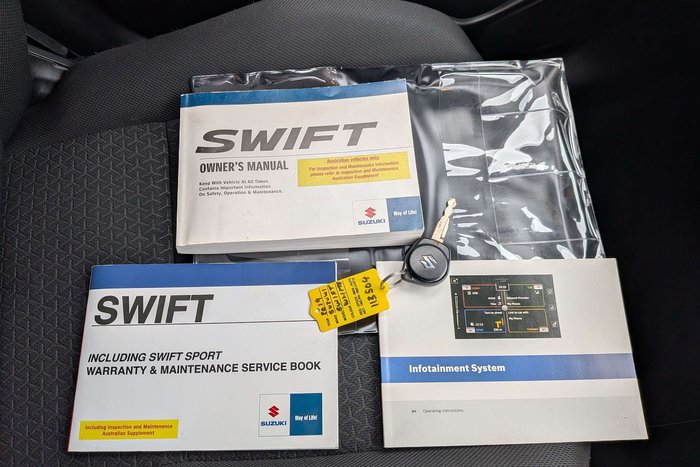 SWIFT
OWNER'S MANUAL
Keep With Vehicle At All Times.
Contains Important Information
On Safety, Operation & Maintenance.
Australian vehicles only:
For Inspection and Maintenance Information
please refer to Inspection and Maintenance,
Australian Supplement
SUZUKI
Way of Life!
113504
SWIFT
INCLUDING SWIFT SPORT
WARRANTY & MAINTENANCE SERVICE BOOK
Including Inspection and Maintenance
Australian Supplement
SUZUKI
Way of Life!
Infotainment System
en Operating instructions